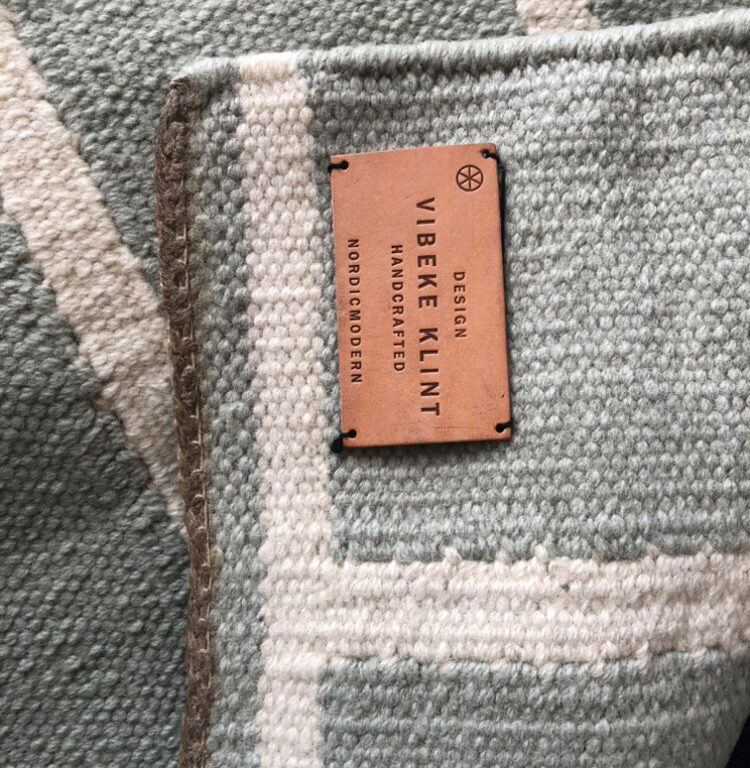 DESIGN
VIBEKE KLINT
HANDCRAFTED
NORDICMODERN